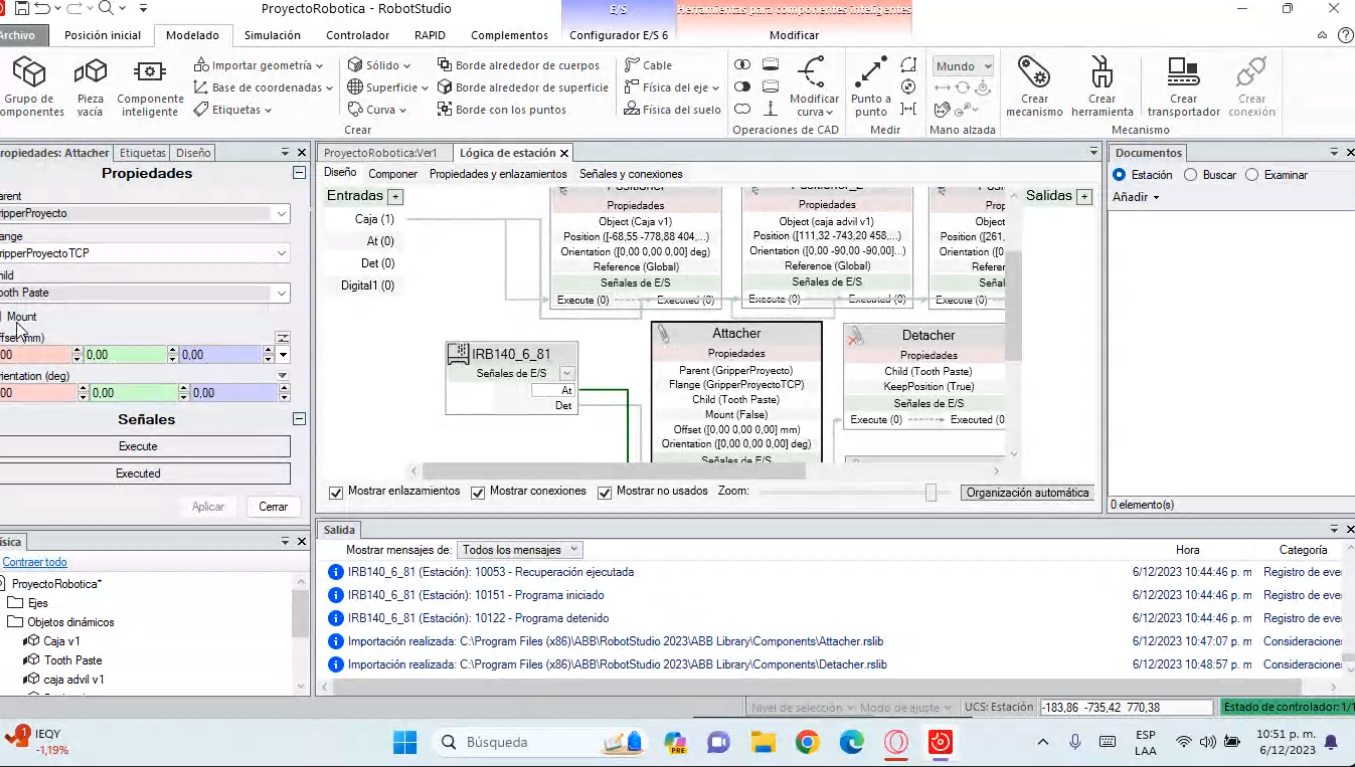 ProyectoRobotica - RobotStudio
E/S
Herramientas para componentes inteligentes
Archivo
Posición inicial
Modelado
Simulación
Controlador
RAPID
Complementos
Configurador E/S 6
Modificar
Grupo de componentes
Pieza vacía
Componente inteligente
Importar geometría
Base de coordenadas
Etiquetas
Sólido
Superficie
Curva
Borde alrededor de cuerpos
Borde alrededor de superficie
Borde con los puntos
Cable
Física del eje
Física del suelo
Crear
Modificar curva
Operaciones de CAD
Punto a punto
Medir
Mundo
Mano alzada
Crear mecanismo
Crear herramienta
Crear transportador
Crear conexión
Mecanismo
ropiedades: Attacher
Etiquetas
Diseño
Propiedades
arent
ripperProyecto
lange
ripperProyectoTCP
hild
ooth Paste
Mount
ffset (mm)
00
0,00
0,00
rientation (deg)
00
0,00
0,00
Señales
Execute
Executed
Aplicar
Cerrar
ísica
Contraer todo
ProyectoRobotica*
Ejes
Objetos dinámicos
Caja v1
Tooth Paste
caja advil v1
ProyectoRobotica:Ver1
Lógica de estación
Diseño
Componer
Propiedades y enlazamientos
Señales y conexiones
Entradas
Salidas
Caja (1)
At (0)
Det (0)
Digital1 (0)
Positioner
Propiedades
Object (Caja v1)
Position ([-68,55 -778,88 404,...)
Orientation ([0,00 0,00 0,00] deg)
Reference (Global)
Señales de E/S
Execute (0)
Executed (0)
Positioner_2
Propiedades
Object (caja advil v1)
Position ([111,32 -743,20 458,...)
Orientation ([0,00 -90,00 -90,00]...)
Reference (Global)
Señales de E/S
Execute (0)
Executed (0)
Posi
Prop
Object
Position ([261,
Orientation ([0,
Referen
Señal
Execute (0)
IRB140_6_81
Señales de E/S
At
Det
Attacher
Propiedades
Parent (GripperProyecto)
Flange (GripperProyectoTCP)
Child (Tooth Paste)
Mount (False)
Offset ([0,00 0,00 0,00] mm)
Orientation ([0,00 0,00 0,00] deg)
Señales de E/S
Detacher
Propiedades
Child (Tooth Paste)
KeepPosition (True)
Señales de E/S
Execute (0)
Executed (0
Mostrar enlazamientos
Mostrar conexiones
Mostrar no usados
Zoom:
Organización automática
Documentos
Estación
Buscar
Examinar
Añadir
0 elemento(s)
Salida
Mostrar mensajes de:
Todos los mensajes
Hora
Categoría
IRB140_6_81 (Estación): 10053 - Recuperación ejecutada
6/12/2023 10:44:46 p. m
Registro de eve
IRB140_6_81 (Estación): 10151 - Programa iniciado
6/12/2023 10:44:46 p. m
Registro de eve
IRB140_6_81 (Estación): 10122 - Programa detenido
6/12/2023 10:44:46 p. m
Registro de eve
Importación realizada: C:\Program Files (x86)\ABB\RobotStudio 2023\ABB Library\Components\Attacher.rslib
6/12/2023 10:47:07 p. m
Consideracione
Importación realizada: C:\Program Files (x86)\ABB\RobotStudio 2023\ABB Library\Components\Detacher.rslib
6/12/2023 10:48:57 p. m
Consideracione
Nivel de selección
Modo de ajuste
UCS: Estación
-183,86 -735,42 770,38
Estado de controlador: 1/1
1
IEQY
-1,19%
Búsqueda
PRE
ESP
LAA
10:51 p. m.
6/12/2023